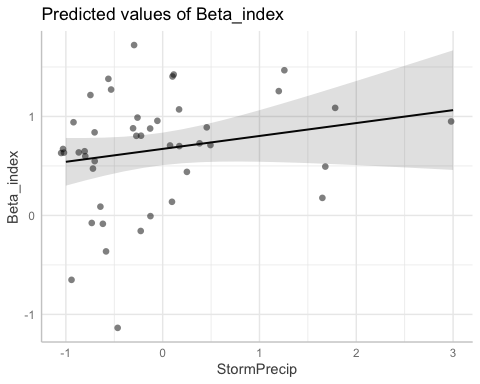 Predicted values of Beta_index
Beta_index
1
0
-1
-1
0
1
2
3
StormPrecip